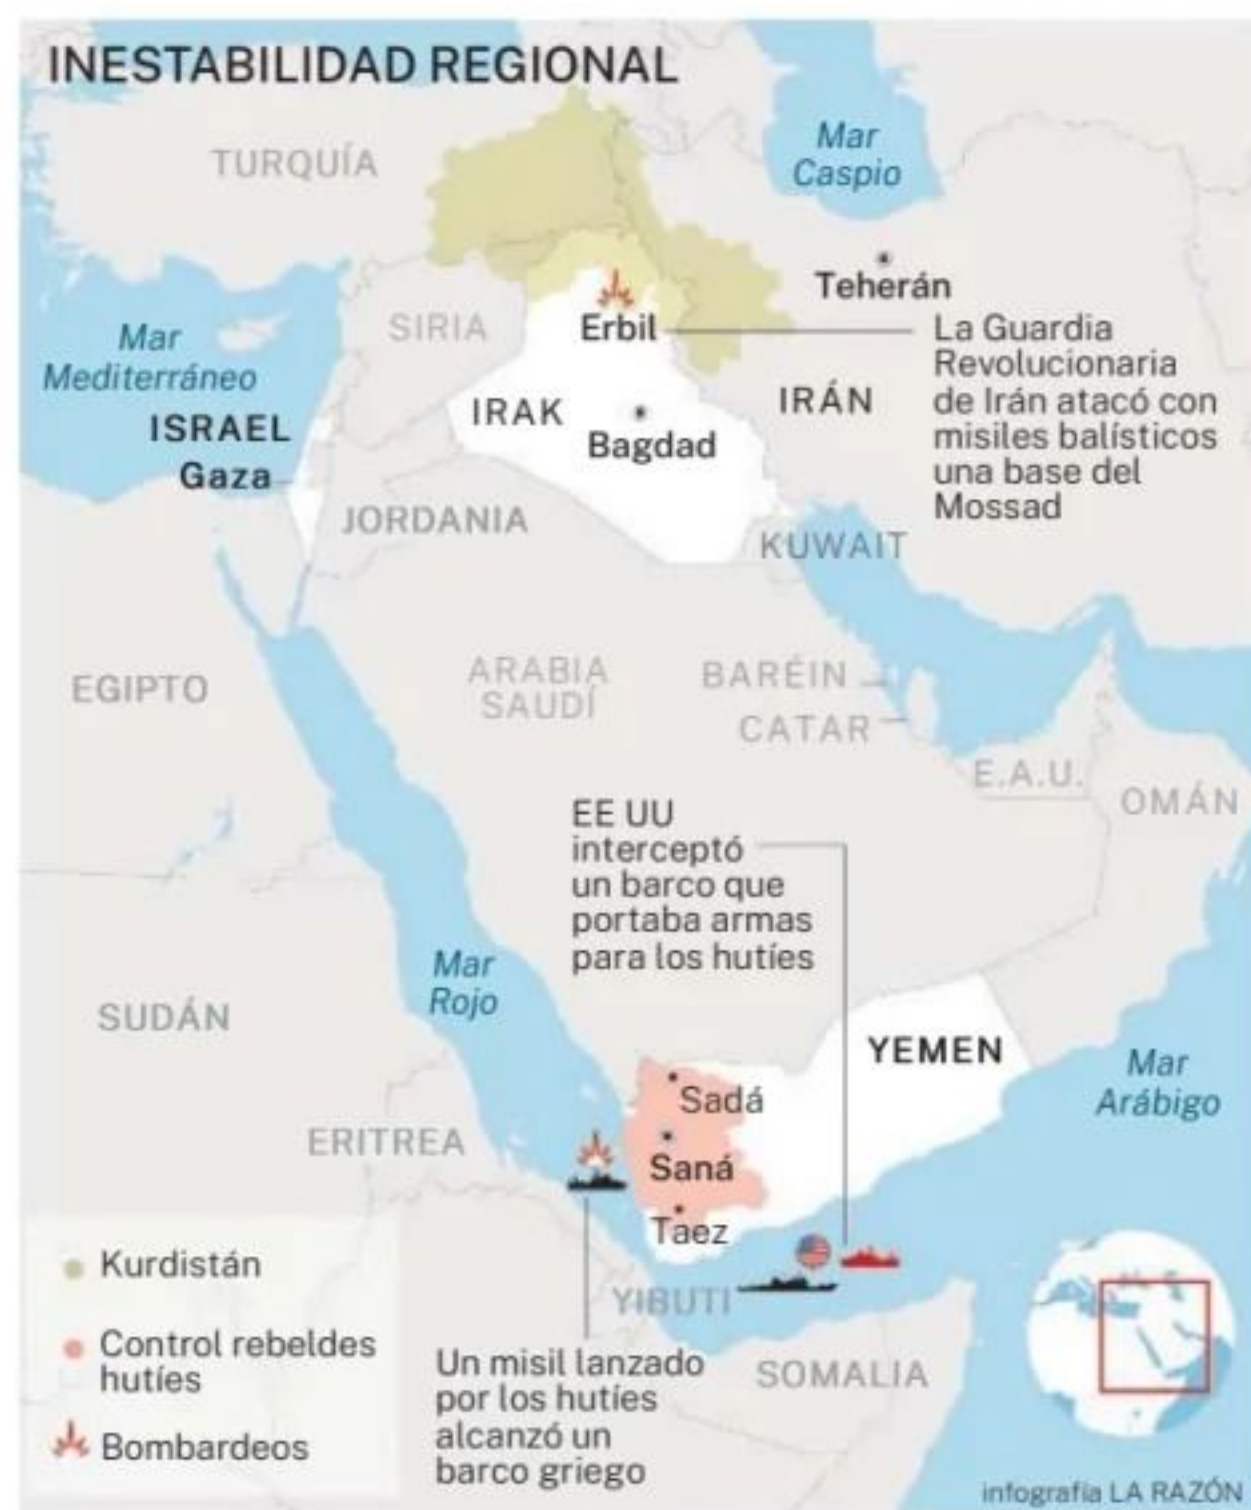 INESTABILIDAD REGIONAL
TURQUÍA
Mar
Caspio
Teherán
SIRIA
Erbil
Mar
Mediterráneo
La Guardia
Revolucionaria
de Irán atacó con
misiles balísticos
una base del
Mossad
ISRAEL
Gaza
IRAK
Bagdad
IRÁN
JORDANIA
KUWAIT
EGIPTO
ARABIA
SAUDÍ
BARÉIN
CATAR
E.A.U.
OMÁN
EE UU
interceptó
un barco que
portaba armas
para los hutíes
Mar
Rojo
SUDÁN
YEMEN
Mar
Arábigo
Sadá
ERITREA
Saná
Taez
YIBUTI
SOMALIA
Un misil lanzado
por los hutíes
alcanzó un
barco griego
Kurdistán
Control rebeldes
hutíes
Bombardeos
infografía LA RAZÓN